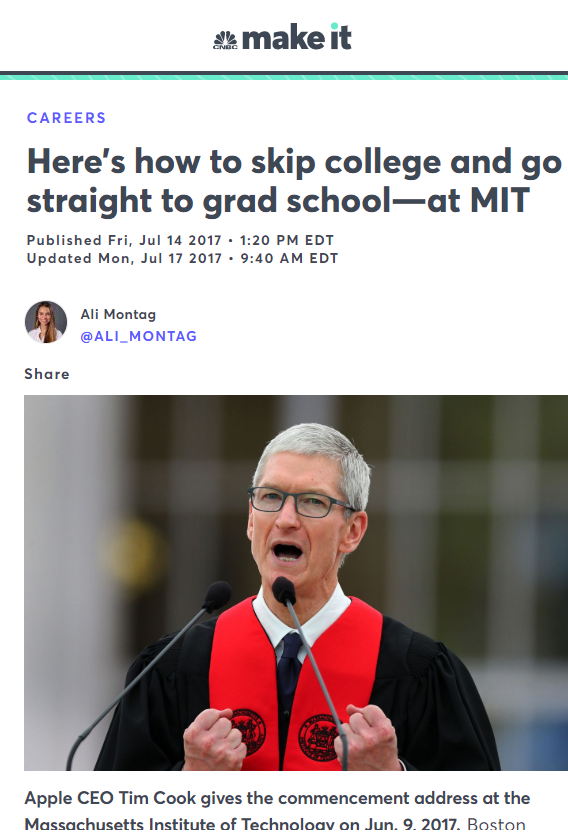 CNBC make it
CAREERS
Here's how to skip college and go
straight to grad school—at MIT
Published Fri, Jul 14 2017 • 1:20 PM EDT
Updated Mon, Jul 17 2017 • 9:40 AM EDT
Ali Montag
@ALI_MONTAG
Share
Apple CEO Tim Cook gives the commencement address at the
Massachusetts Institute of Technology on Jun. 9, 2017. Boston